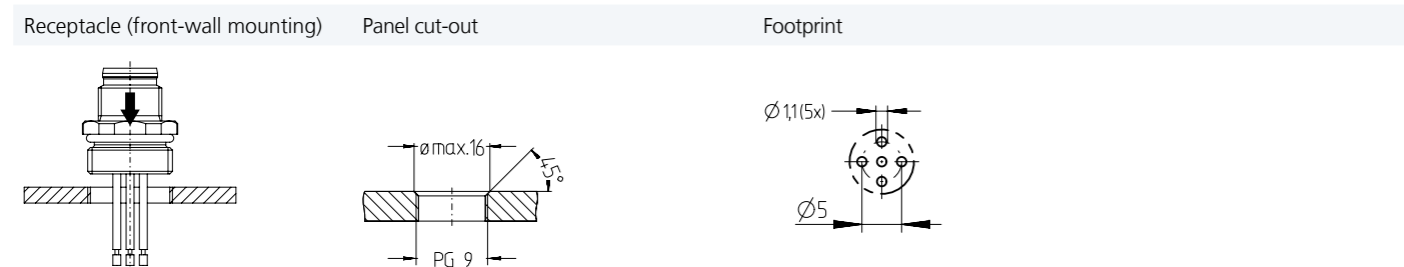 Receptacle (front-wall mounting) Panel cut-out Footprint
Ø 1,1(5x)
ø max.16
45°
Ø5
PG 9